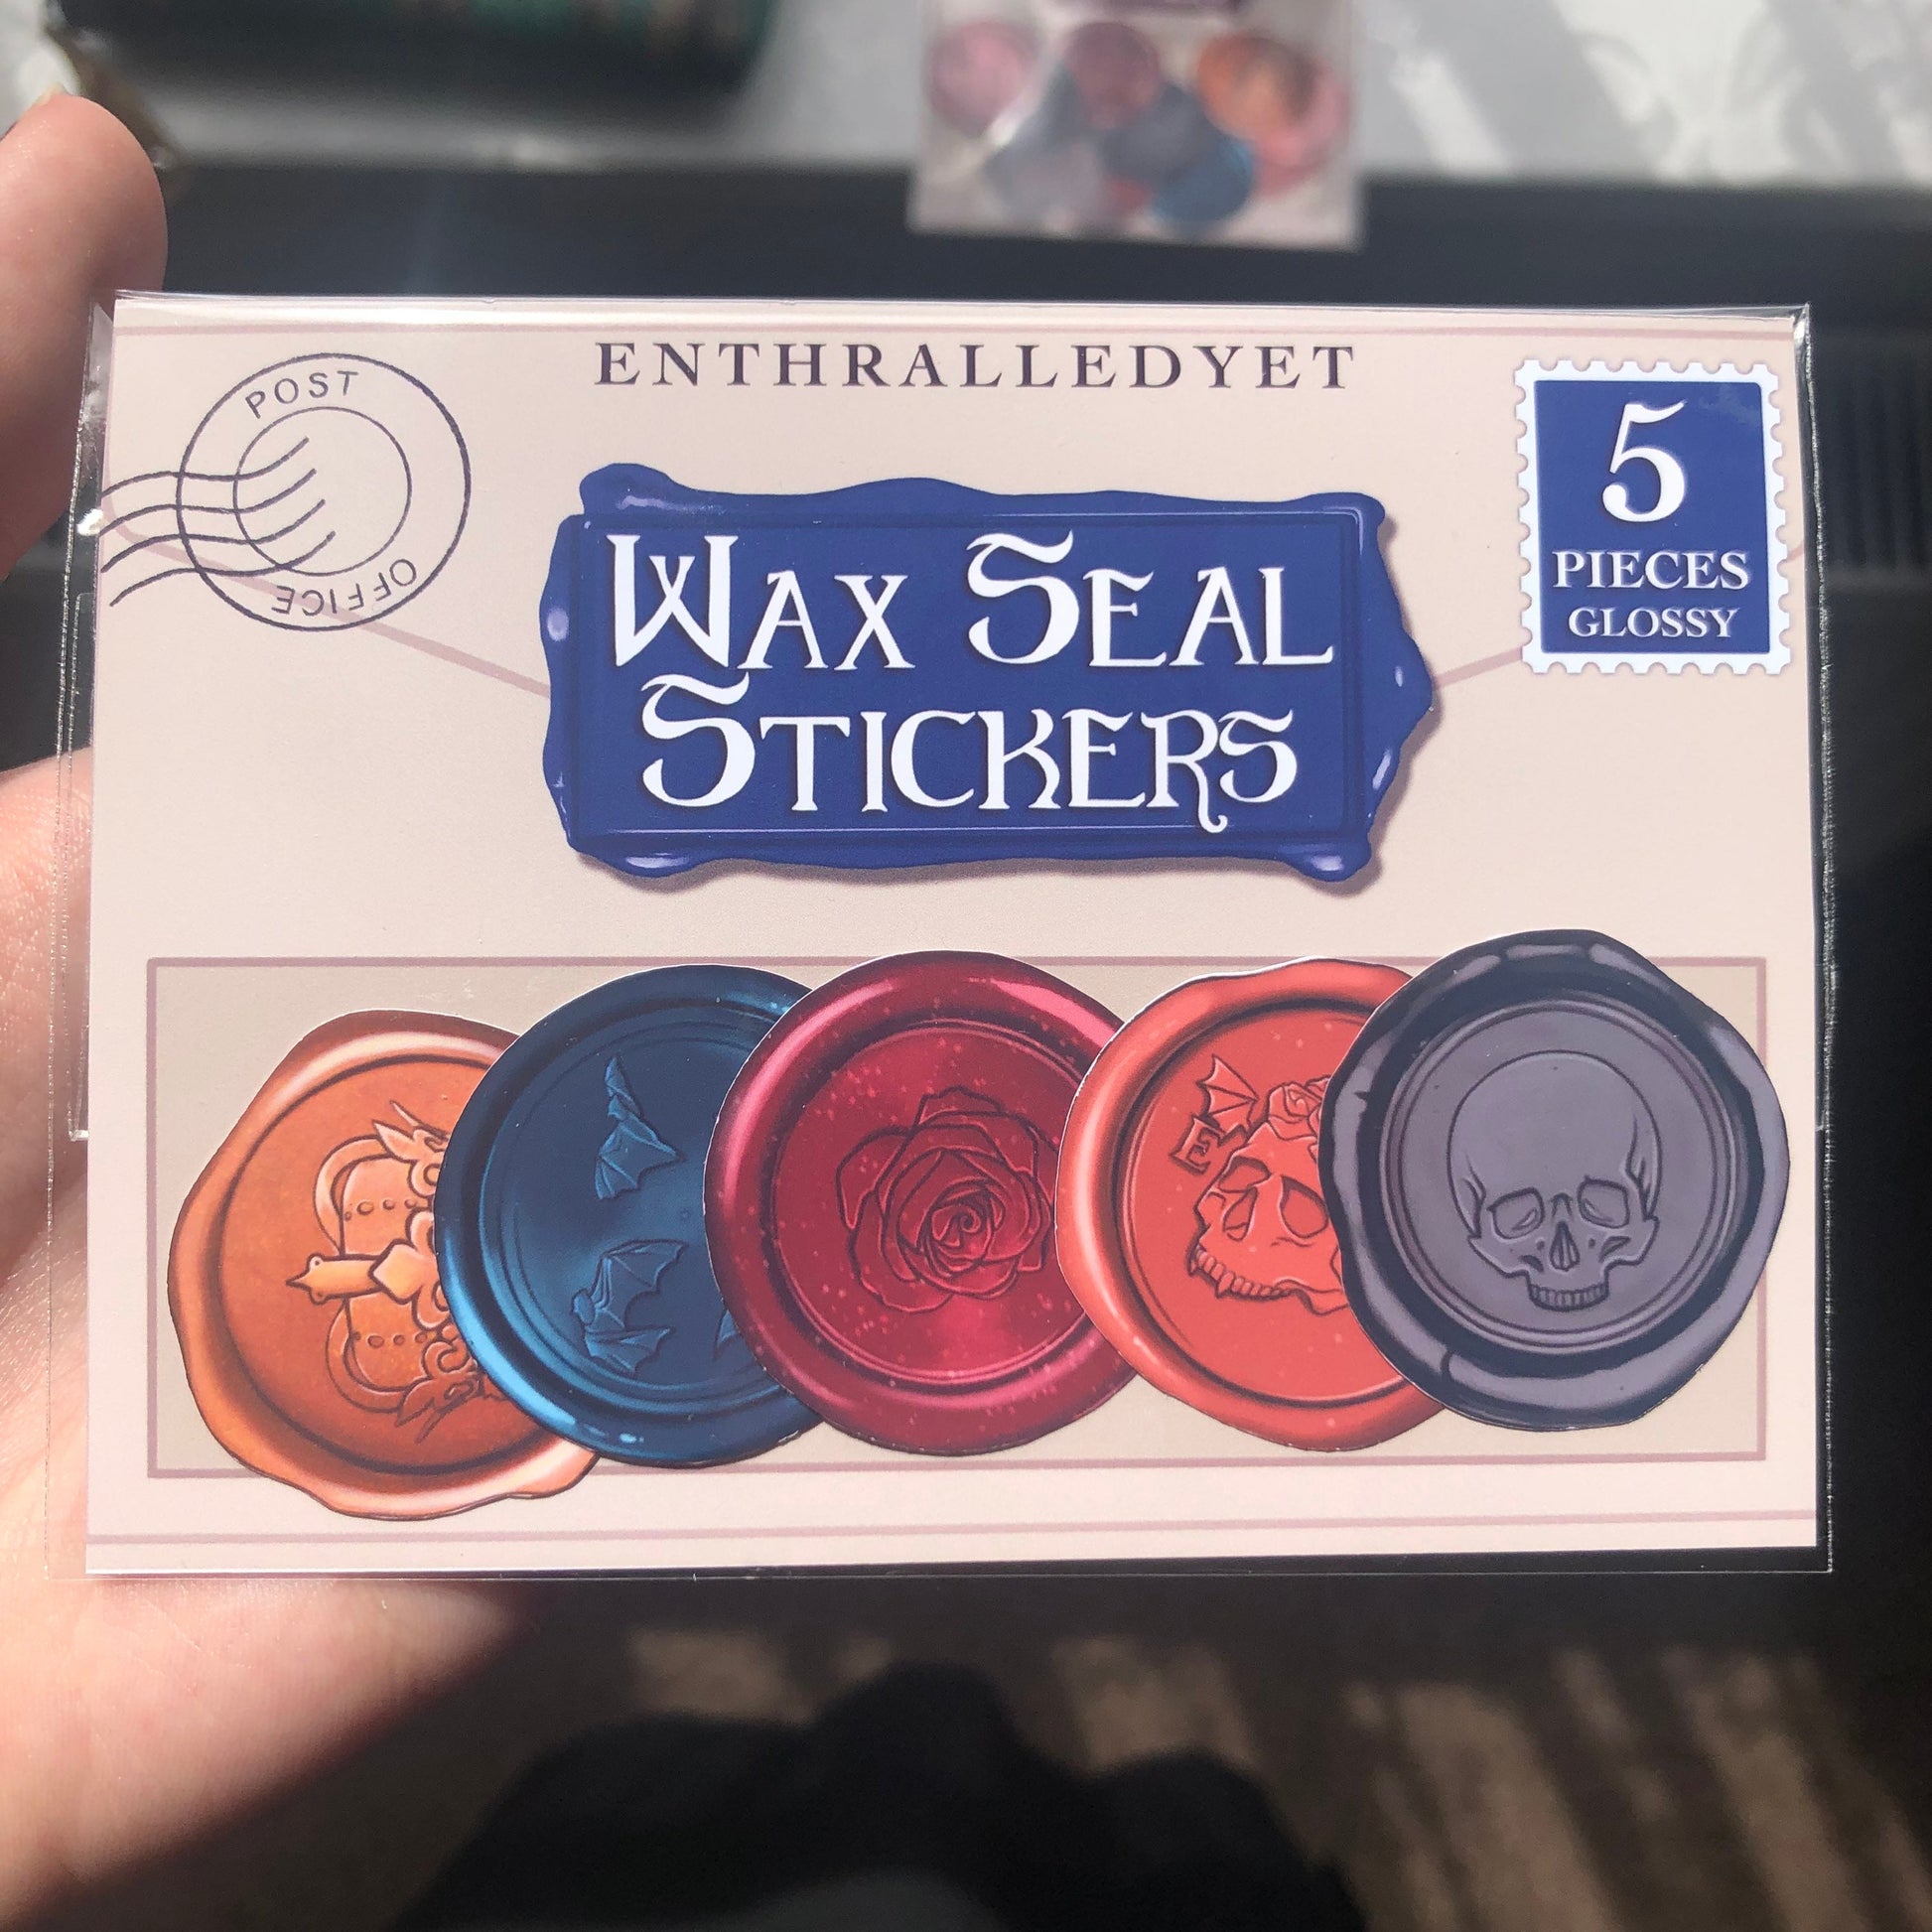 ENTHRALLEDYET
POST
OFFICE
5
PIECES
GLOSSY
WAX SEAL
STICKERS
E